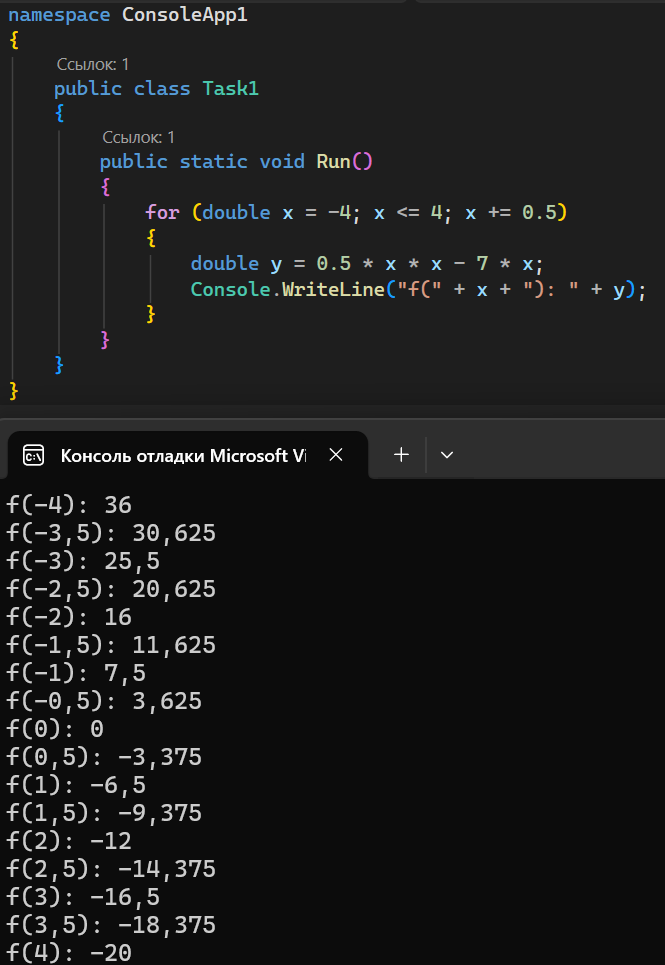 namespace ConsoleApp1
{
Ссылок: 1
public class Task1
{
Ссылок: 1
public static void Run()
{
for (double x = -4; x <= 4; x += 0.5)
{
double y = 0.5 * x * x - 7 * x;
Console.WriteLine("f(" + x + "): " + y);
}
}
}
}
Консоль отладки Microsoft Vi
f(-4): 36
f(-3,5): 30,625
f(-3): 25,5
f(-2,5): 20,625
f(-2): 16
f(-1,5): 11,625
f(-1): 7,5
f(-0,5): 3,625
f(0): 0
f(0,5): -3,375
f(1): -6,5
f(1,5): -9,375
f(2): -12
f(2,5): -14,375
f(3): -16,5
f(3,5): -18,375
f(4): -20